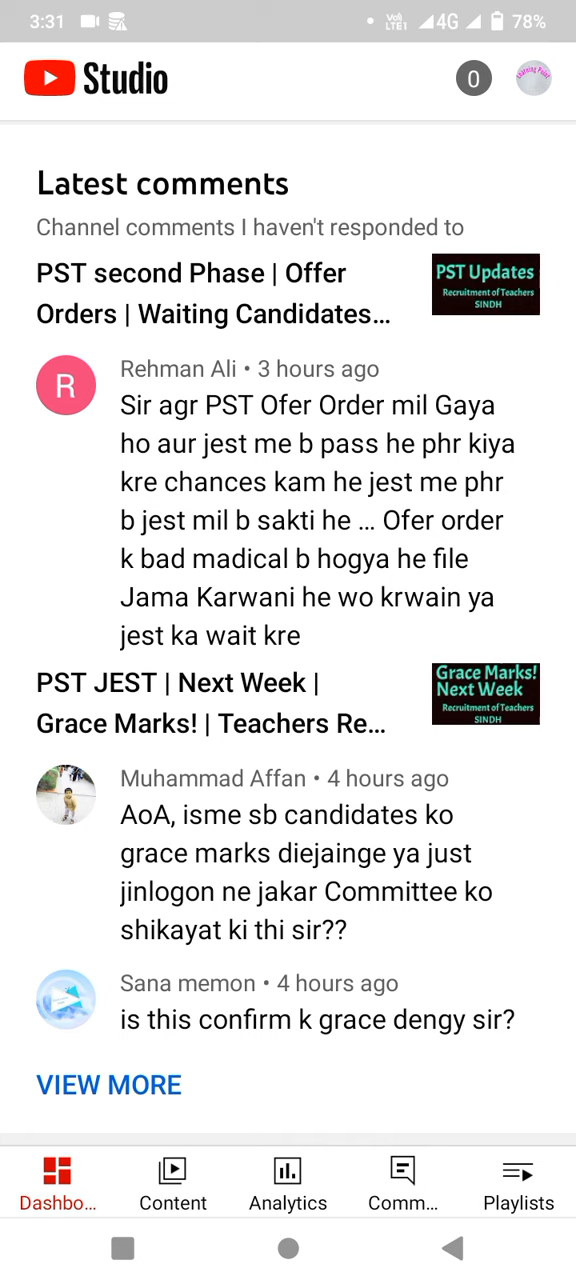 3:31
Vo)) LTE1 4G 78%
Studio
0
Latest comments
Channel comments I haven't responded to
PST second Phase | Offer
Orders | Waiting Candidates...
PST Updates
Recruitment of Teachers
SINDH
R
Rehman Ali • 3 hours ago
Sir agr PST Ofer Order mil Gaya
ho aur jest me b pass he phr kiya
kre chances kam he jest me phr
b jest mil b sakti he ... Ofer order
k bad madical b hogya he file
Jama Karwani he wo krwain ya
jest ka wait kre
PST JEST | Next Week |
Grace Marks! | Teachers Re...
Grace Marks!
Next Week
Recruitment of Teachers
SINDH
Muhammad Affan • 4 hours ago
AoA, isme sb candidates ko
grace marks diejainge ya just
jinlogon ne jakar Committee ko
shikayat ki thi sir??
Sana memon • 4 hours ago
is this confirm k grace dengy sir?
VIEW MORE
Dashbo...
Content
Analytics
Comm...
Playlists